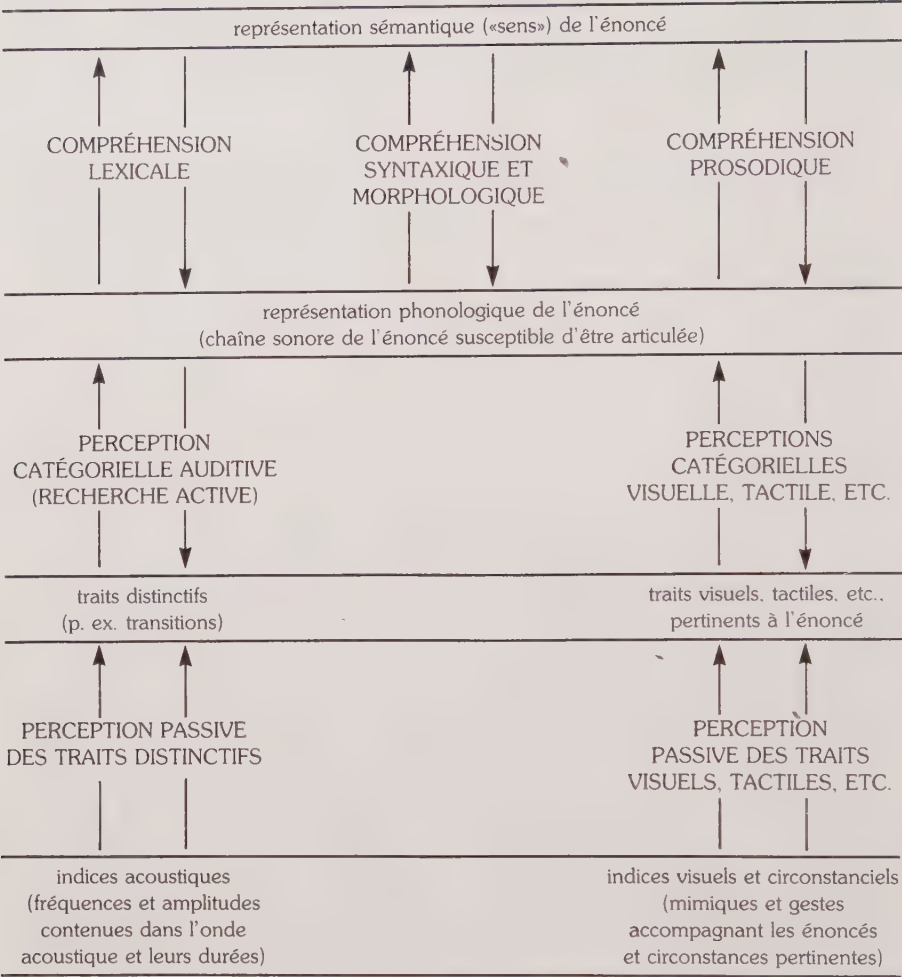 représentation sémantique («sens») de l'énoncé
COMPRÉHENSION
LEXICALE
COMPRÉHENSION
SYNTAXIQUE ET
MORPHOLOGIQUE
COMPRÉHENSION
PROSODIQUE
représentation phonologique de l'énoncé
(chaîne sonore de l'énoncé susceptible d'être articulée)
PERCEPTION
CATÉGORIELLE AUDITIVE
(RECHERCHE ACTIVE)
PERCEPTIONS
CATÉGORIELLES
VISUELLE, TACTILE, ETC.
traits distinctifs
(p. ex. transitions)
traits visuels, tactiles, etc.,
pertinents à l'énoncé
PERCEPTION PASSIVE
DES TRAITS DISTINCTIFS
PERCEPTION
PASSIVE DES TRAITS
VISUELS, TACTILES, ETC.
indices acoustiques
(fréquences et amplitudes
contenues dans l'onde
acoustique et leurs durées)
indices visuels et circonstanciels
(mimiques et gestes
accompagnant les énoncés
et circonstances pertinentes)